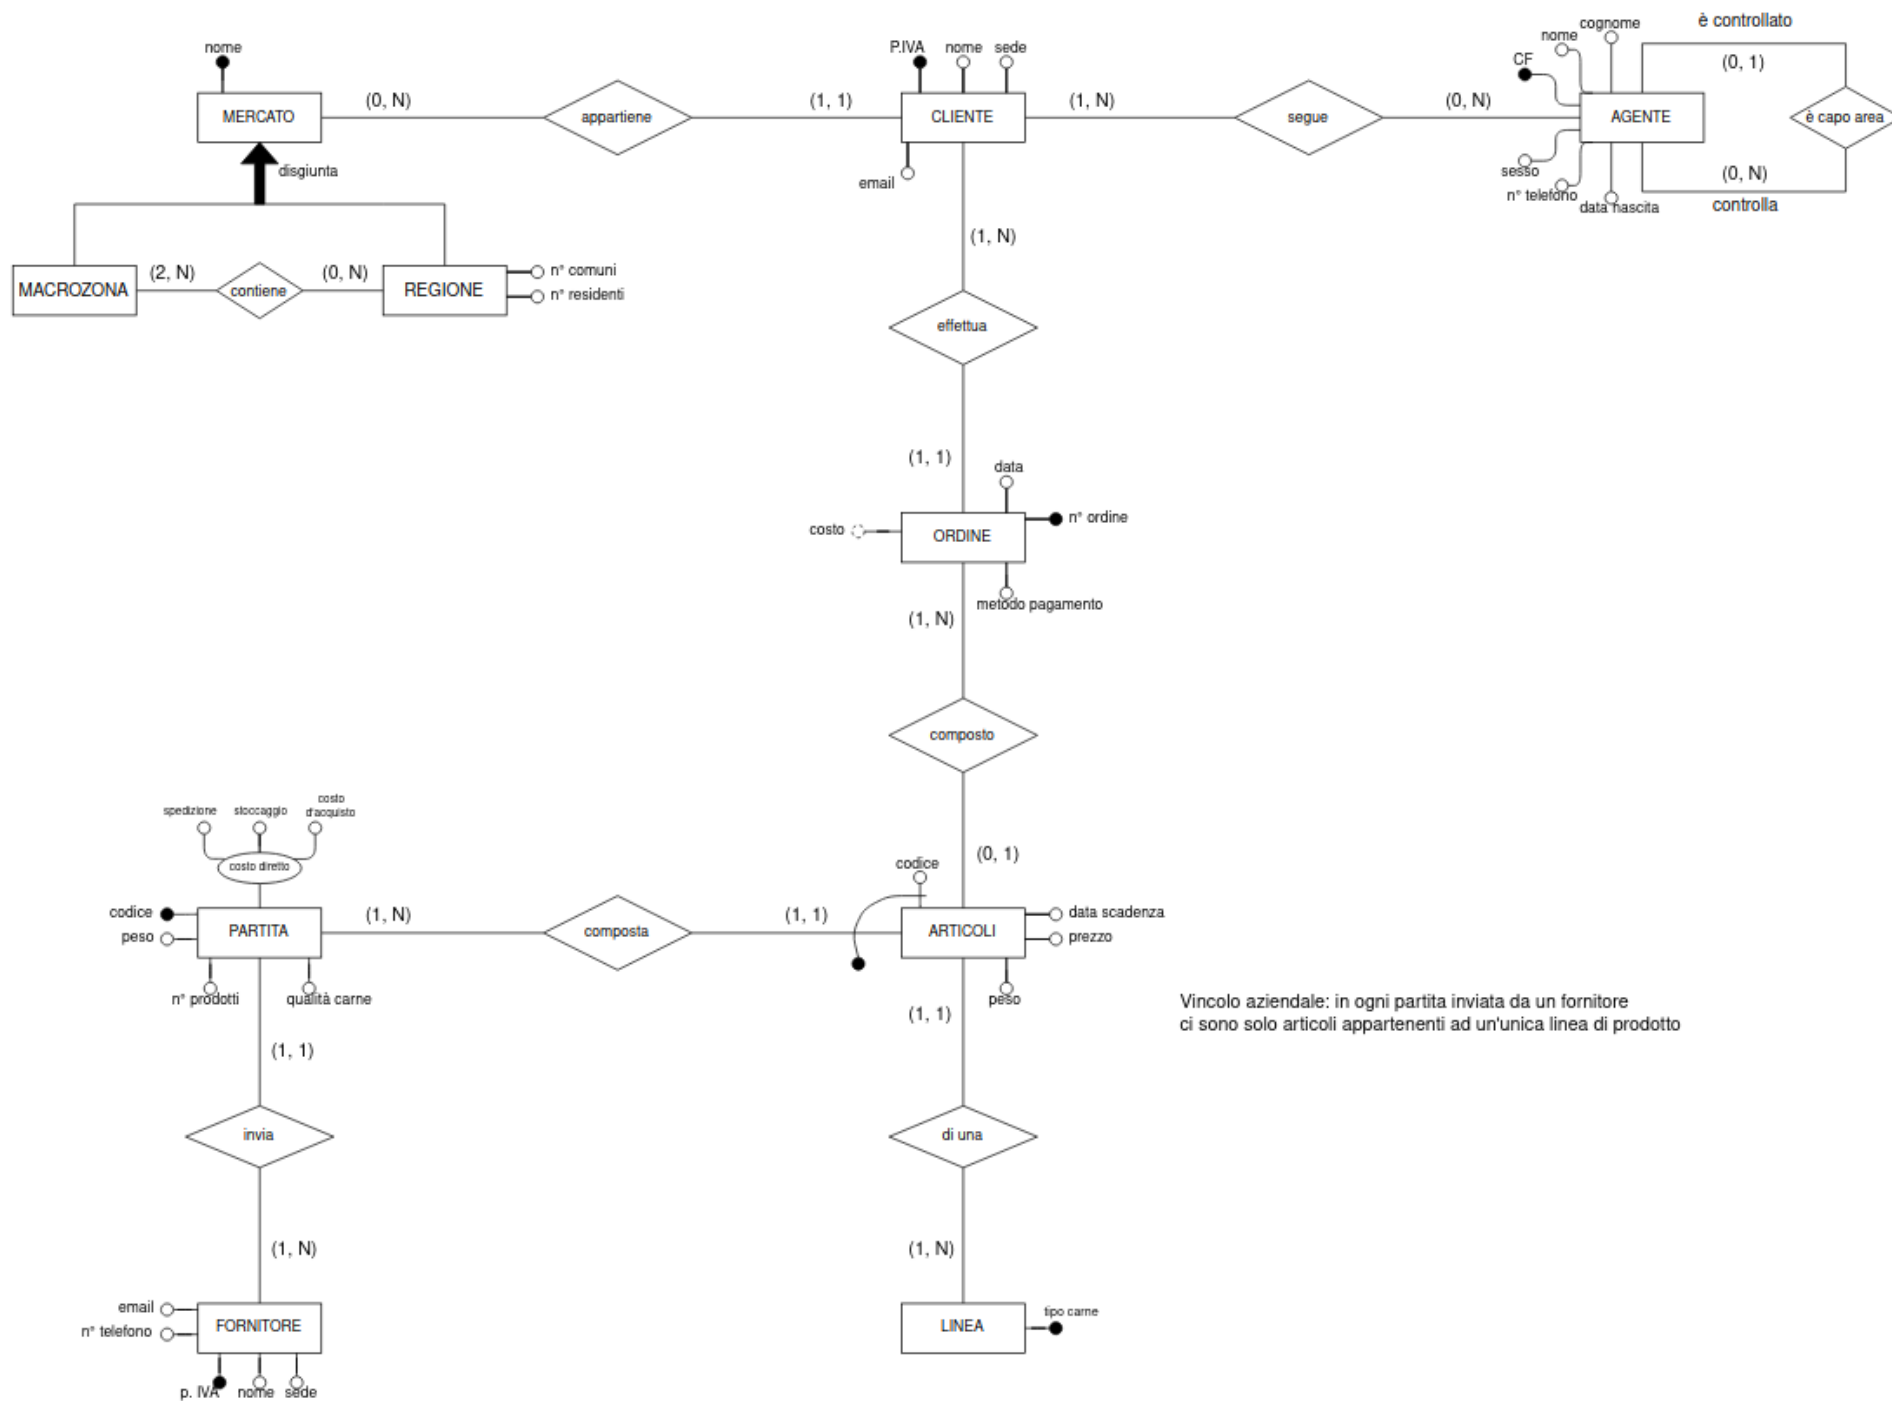 è controllato
cognome
nome
P.IVA
nome
sede
nome
CF
(0, 1)
(0, N)
(1, 1)
(1, N)
(0, N)
MERCATO
appartiene
CLIENTE
segue
AGENTE
è capo area
disgiunta
email
sesso
n° telefono
data nascita
(0, N)
controlla
(1, N)
(2, N)
(0, N)
n° comuni
MACROZONA
contiene
REGIONE
n° residenti
effettua
(1, 1)
data
n° ordine
costo
ORDINE
metodo pagamento
(1, N)
composto
costo
d'acquisto
spedizione
stoccaggio
costo diretto
(0, 1)
codice
codice
(1, N)
(1, 1)
data scadenza
peso
PARTITA
composta
ARTICOLI
prezzo
n° prodotti
qualità carne
peso
(1, 1)
Vincolo aziendale: in ogni partita inviata da un fornitore
ci sono solo articoli appartenenti ad un'unica linea di prodotto
(1, 1)
invia
di una
(1, N)
(1, N)
email
n° telefono
FORNITORE
LINEA
tipo carne
p. IVA
nome
sede